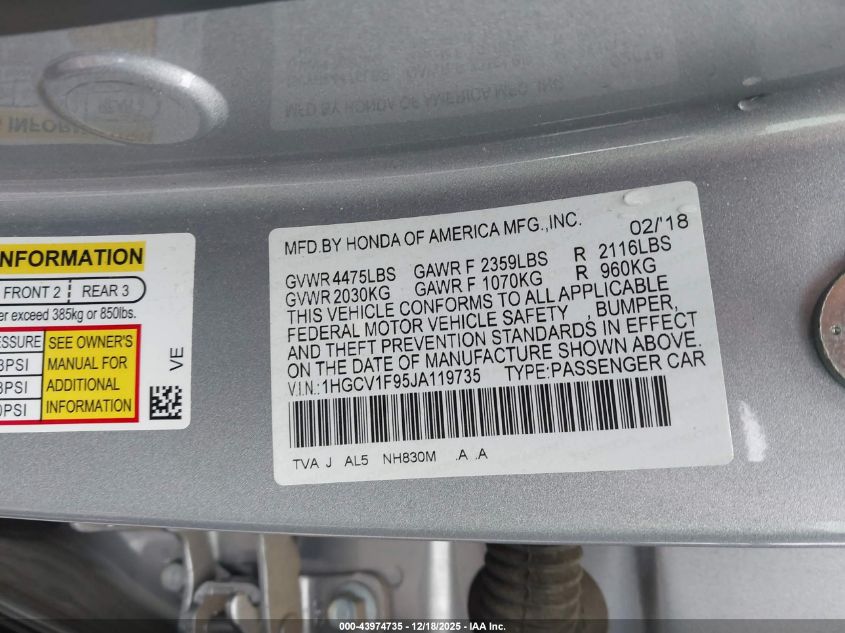 MFD.BY HONDA OF AMERICA MFG.,INC. 02/'18
GVWR 4475LBS GAWR F 2359LBS R 2116LBS
GVWR 2030KG GAWR F 1070KG R 960KG
THIS VEHICLE CONFORMS TO ALL APPLICABLE
FEDERAL MOTOR VEHICLE SAFETY , BUMPER,
AND THEFT PREVENTION STANDARDS IN EFFECT
ON THE DATE OF MANUFACTURE SHOWN ABOVE.
V.I.N.:1HGCV1F95JA119735 TYPE:PASSENGER CAR
TVA J AL5 NH830M .A .A
INFORMATION
FRONT 2 REAR 3
exceed 385kg or 850lbs.
SEE OWNER'S
MANUAL FOR
ADDITIONAL
INFORMATION
VE
000-43974735 - 12/18/2025 - IAA Inc.